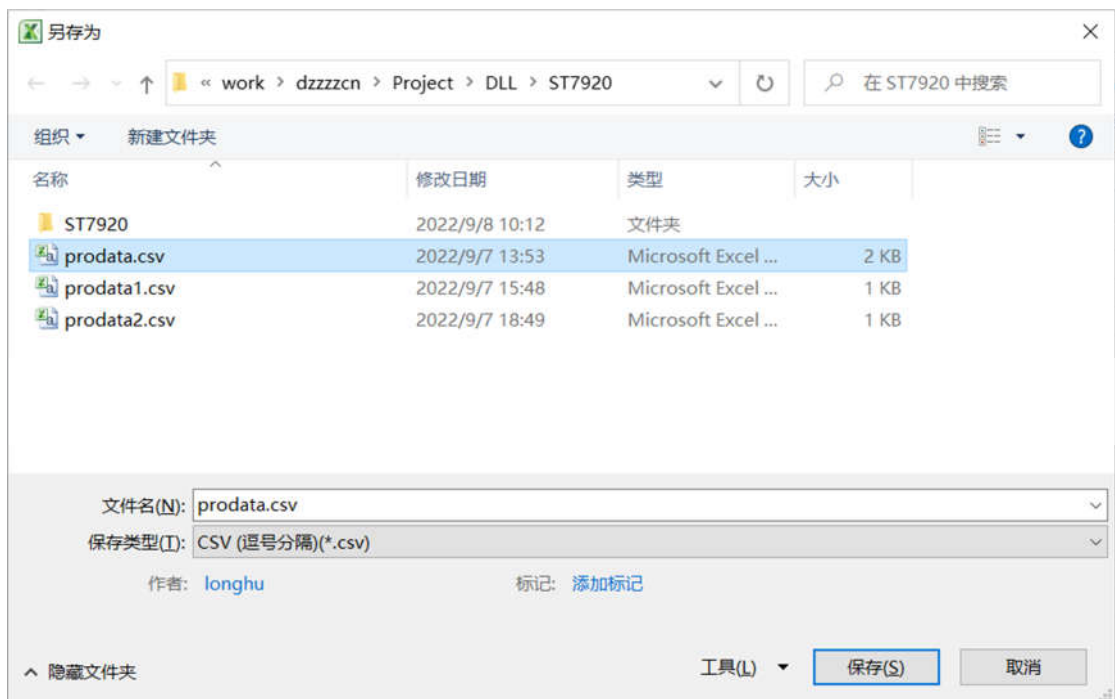 另存为
« work > dzzzzcn > Project > DLL > ST7920
在 ST7920 中搜索
组织 新建文件夹
名称 修改日期 类型 大小
ST7920 2022/9/8 10:12 文件夹
prodata.csv 2022/9/7 13:53 Microsoft Excel ... 2 KB
prodata1.csv 2022/9/7 15:48 Microsoft Excel ... 1 KB
prodata2.csv 2022/9/7 18:49 Microsoft Excel ... 1 KB
文件名(N): prodata.csv
保存类型(T): CSV (逗号分隔)(*.csv)
作者: longhu 标记: 添加标记
隐藏文件夹 工具(L) 保存(S) 取消